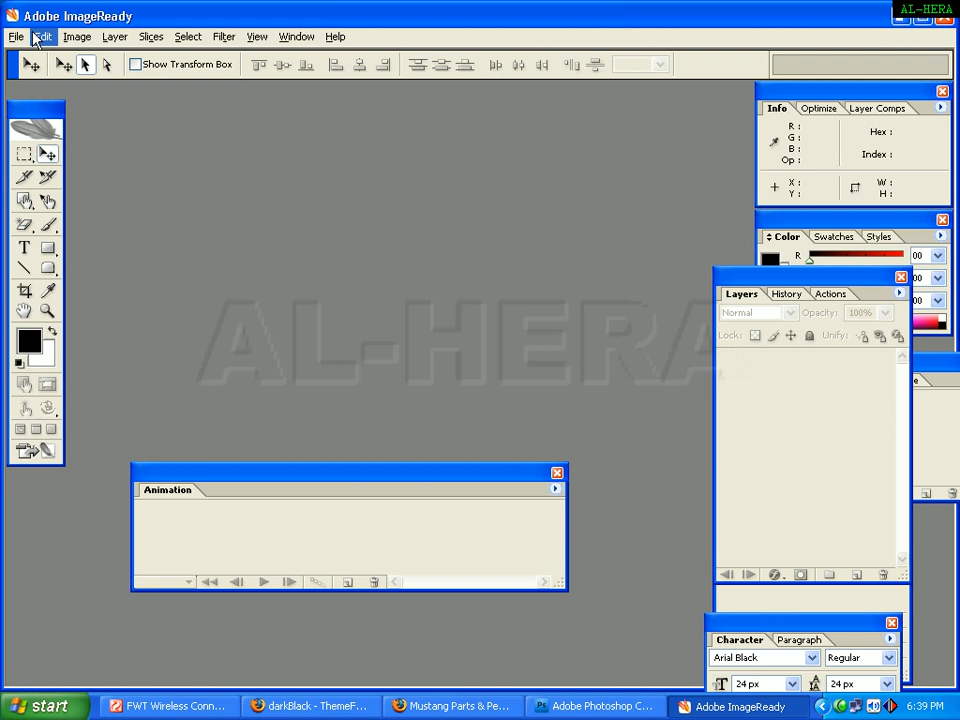 AL-HERA
Adobe ImageReady
File Edit Image Layer Slices Select Filter View Window Help
Show Transform Box
Info Optimize Layer Comps
R :
G :
B :
Op :
Hex :
Index :
X :
Y :
W :
H :
Color Swatches Styles
R
00
00
00
Layers History Actions
Normal Opacity: 100%
Lock: Unify:
AL-HERA
Animation
Character Paragraph
Arial Black Regular
24 px 24 px
start FWT Wireless Conn... darkBlack - ThemeF... Mustang Parts & Pe... Adobe Photoshop C... Adobe ImageReady 6:39 PM